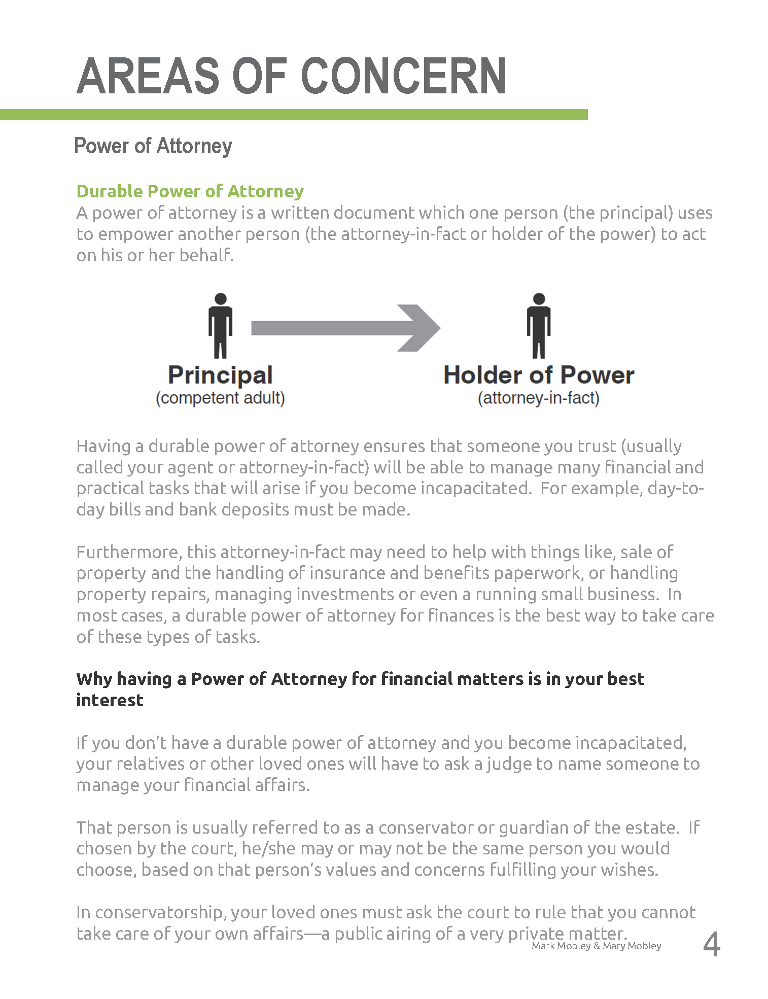 AREAS OF CONCERN
Power of Attorney
Durable Power of Attorney
A power of attorney is a written document which one person (the principal) uses
to empower another person (the attorney-in-fact or holder of the power) to act
on his or her behalf.
Principal
(competent adult)
Holder of Power
(attorney-in-fact)
Having a durable power of attorney ensures that someone you trust (usually
called your agent or attorney-in-fact) will be able to manage many financial and
practical tasks that will arise if you become incapacitated.  For example, day-to-
day bills and bank deposits must be made.
Furthermore, this attorney-in-fact may need to help with things like, sale of
property and the handling of insurance and benefits paperwork, or handling
property repairs, managing investments or even a running small business.  In
most cases, a durable power of attorney for finances is the best way to take care
of these types of tasks.
Why having a Power of Attorney for financial matters is in your best
interest
If you don't have a durable power of attorney and you become incapacitated,
your relatives or other loved ones will have to ask a judge to name someone to
manage your financial affairs.
That person is usually referred to as a conservator or guardian of the estate.  If
chosen by the court, he/she may or may not be the same person you would
choose, based on that person's values and concerns fulfilling your wishes.
In conservatorship, your loved ones must ask the court to rule that you cannot
take care of your own affairs—a public airing of a very private matter.
Mark Mobley & Mary Mobley
4